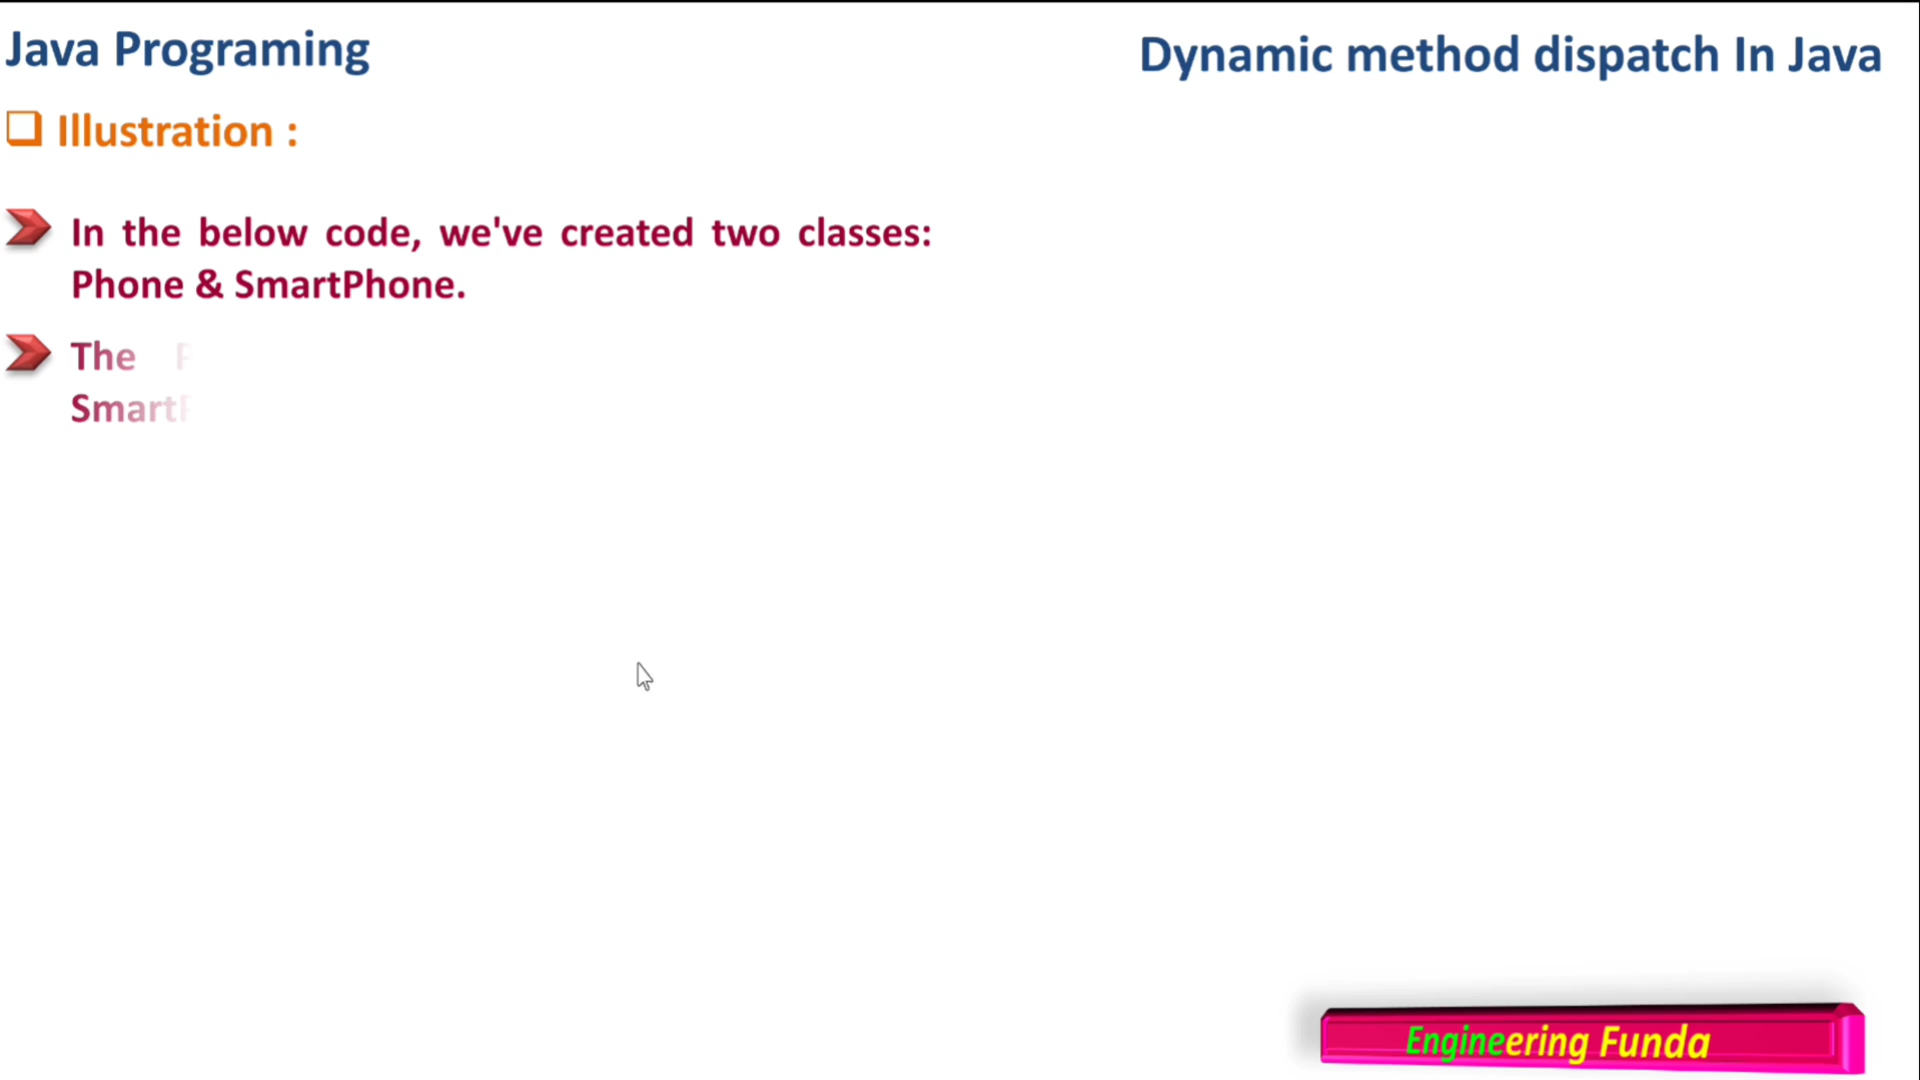 Java Programing
Dynamic method dispatch In Java
Illustration :
In the below code, we've created two classes:
Phone & SmartPhone.
The
Smart
Engineering Funda